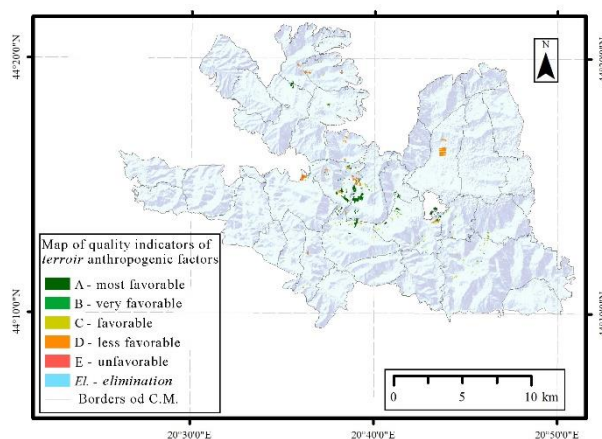 44°20'0"N
N
Map of quality indicators of
terroir anthropogenic factors
A - most favorable
B - very favorable
C - favorable
D - less favorable
E - unfavorable
El. - elimination
Borders od C.M.
44°10'0"N
0 5 10 km
20°30'0"E 20°40'0"E 20°50'0"E